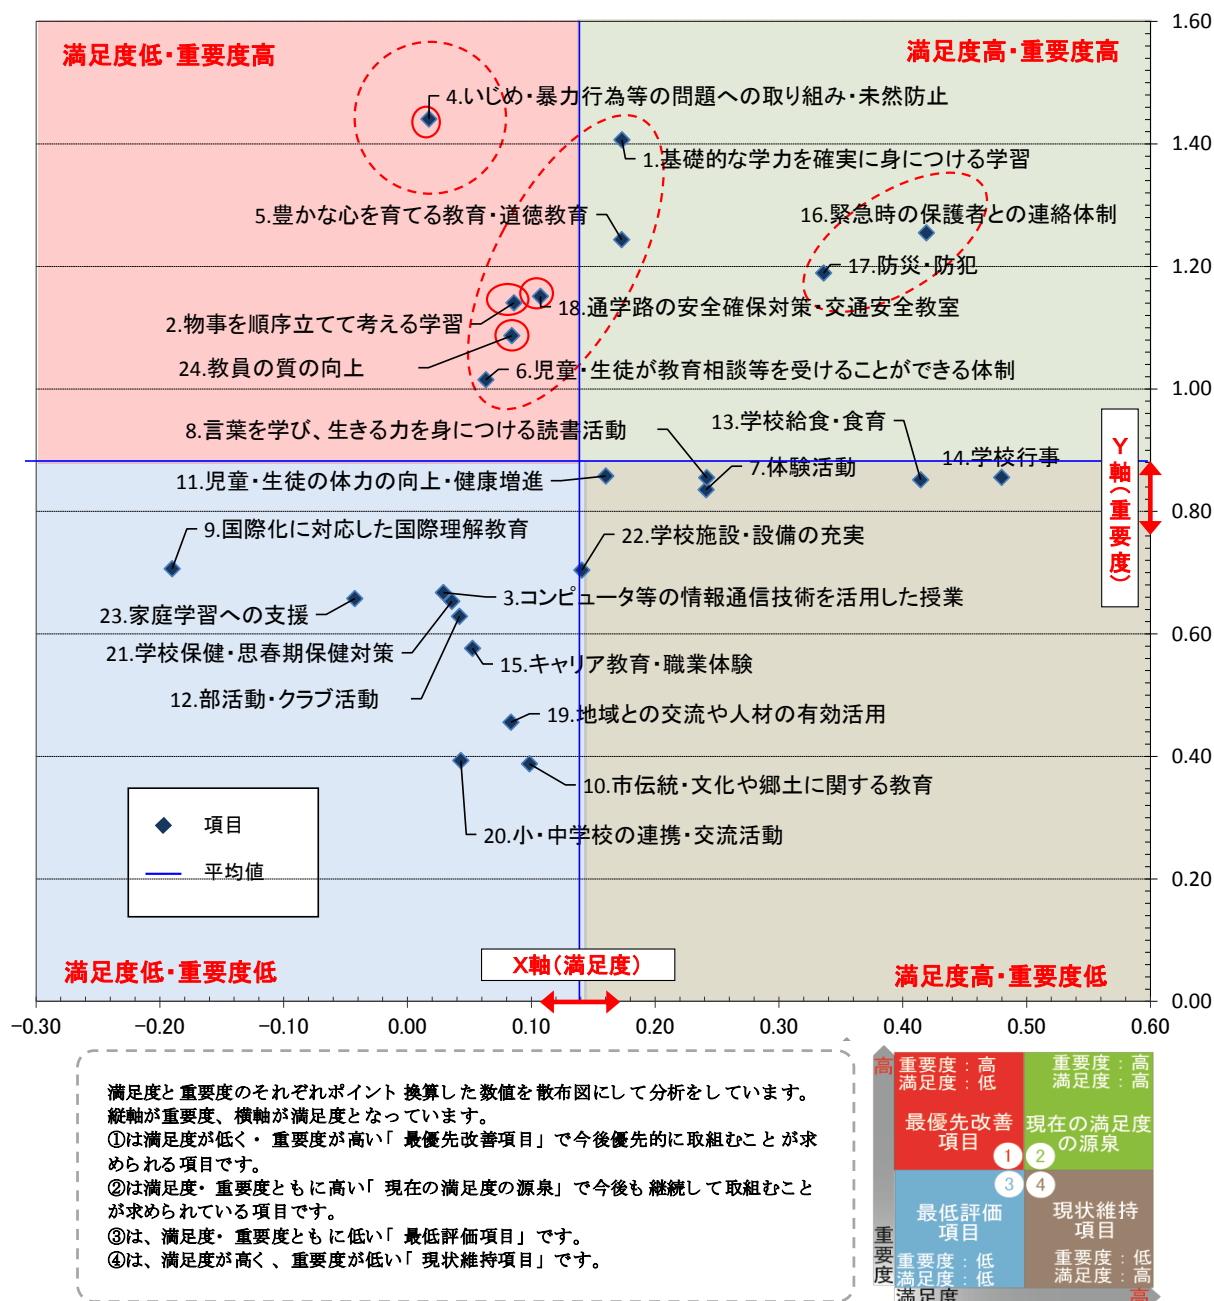 1.60
満足度低・重要度高
満足度高・重要度高
4.いじめ・暴力行為等の問題への取り組み・未然防止
1.40
1.基礎的な学力を確実に身につける学習
5.豊かな心を育てる教育・道徳教育
16.緊急時の保護者との連絡体制
17.防災・防犯
1.20
18.通学路の安全確保対策・交通安全教室
2.物事を順序立てて考える学習
24.教員の質の向上
6.児童・生徒が教育相談等を受けることができる体制
1.00
13.学校給食・食育
8.言葉を学び、生きる力を身につける読書活動
14.学校行事
7.体験活動
11.児童・生徒の体力の向上・健康増進
Y軸(重要度)
0.80
9.国際化に対応した国際理解教育
22.学校施設・設備の充実
3.コンピュータ等の情報通信技術を活用した授業
23.家庭学習への支援
0.60
21.学校保健・思春期保健対策
15.キャリア教育・職業体験
12.部活動・クラブ活動
19.地域との交流や人材の有効活用
0.40
10.市伝統・文化や郷土に関する教育
項目
20.小・中学校の連携・交流活動
平均値
0.20
満足度低・重要度低
X軸(満足度)
満足度高・重要度低
0.00
−0.30 −0.20 −0.10 0.00 0.10 0.20 0.30 0.40 0.50 0.60
満足度と重要度のそれぞれポイント換算した数値を散布図にして分析をしています。
縦軸が重要度、横軸が満足度となっています。
①は満足度が低く・重要度が高い「最優先改善項目」で今後優先的に取組むことが求
められる項目です。
②は満足度・重要度ともに高い「現在の満足度の源泉」で今後も継続して取組むこと
が求められている項目です。
③は、満足度・重要度ともに低い「最低評価項目」です。
④は、満足度が高く、重要度が低い「現状維持項目」です。
高
重要度：高
満足度：低
最優先改善
項目
1
重要度：高
満足度：高
現在の満足度
の源泉
2
3
最低評価
項目
重要度：低
満足度：低
4
現状維持
項目
重要度：低
満足度：高
重要度
満足度
高